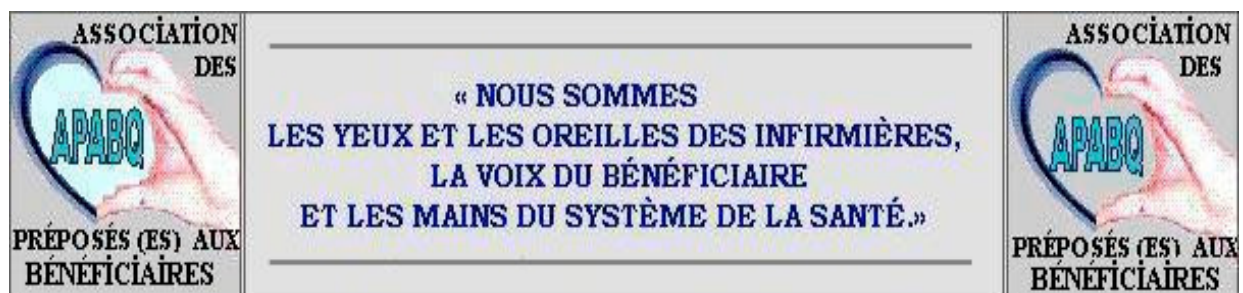 ASSOCIATION
DES
APABQ
PRÉPOSÉS (ES) AUX
BÉNÉFICIAIRES
« NOUS SOMMES
LES YEUX ET LES OREILLES DES INFIRMIÈRES,
LA VOIX DU BÉNÉFICIAIRE
ET LES MAINS DU SYSTÈME DE LA SANTÉ.»
ASSOCIATION
DES
APABQ
PRÉPOSÉS (ES) AUX
BÉNÉFICIAIRES